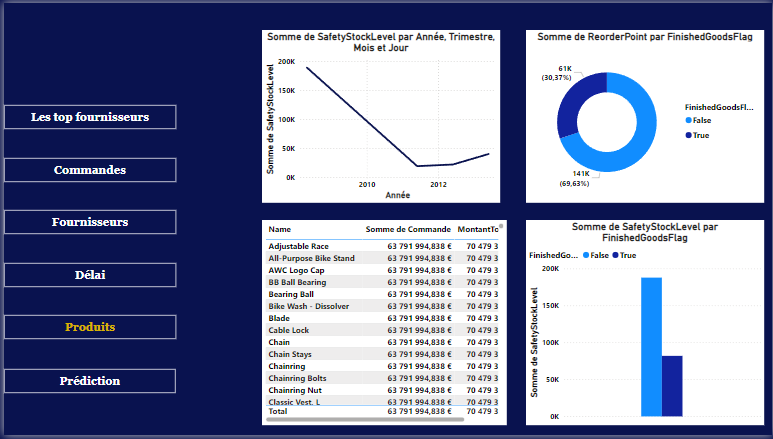 Les top fournisseurs
Commandes
Fournisseurs
Délai
Produits
Prédiction
Somme de SafetyStockLevel par Année, Trimestre,
Mois et Jour
Somme de SafetyStockLevel
200K
150K
100K
50K
0K
2010
2012
Année
Somme de ReorderPoint par FinishedGoodsFlag
61K
(30,37%)
141K
(69,63%)
FinishedGoodsFl...
False
True
Name Somme de Commande MontantTc
Adjustable Race 63 791 994,838 € 70 479 3
All-Purpose Bike Stand 63 791 994,838 € 70 479 3
AWC Logo Cap 63 791 994,838 € 70 479 3
BB Ball Bearing 63 791 994,838 € 70 479 3
Bearing Ball 63 791 994,838 € 70 479 3
Bike Wash - Dissolver 63 791 994,838 € 70 479 3
Blade 63 791 994,838 € 70 479 3
Cable Lock 63 791 994,838 € 70 479 3
Chain 63 791 994,838 € 70 479 3
Chain Stays 63 791 994,838 € 70 479 3
Chainring 63 791 994,838 € 70 479 3
Chainring Bolts 63 791 994,838 € 70 479 3
Chainring Nut 63 791 994,838 € 70 479 3
Classic Vest, L 63 791 994,838 € 70 479 3
Total 63 791 994,838 € 70 479 3
Somme de SafetyStockLevel par
FinishedGoodsFlag
FinishedGo... False True
Somme de SafetyStockLevel
200K
150K
100K
50K
0K